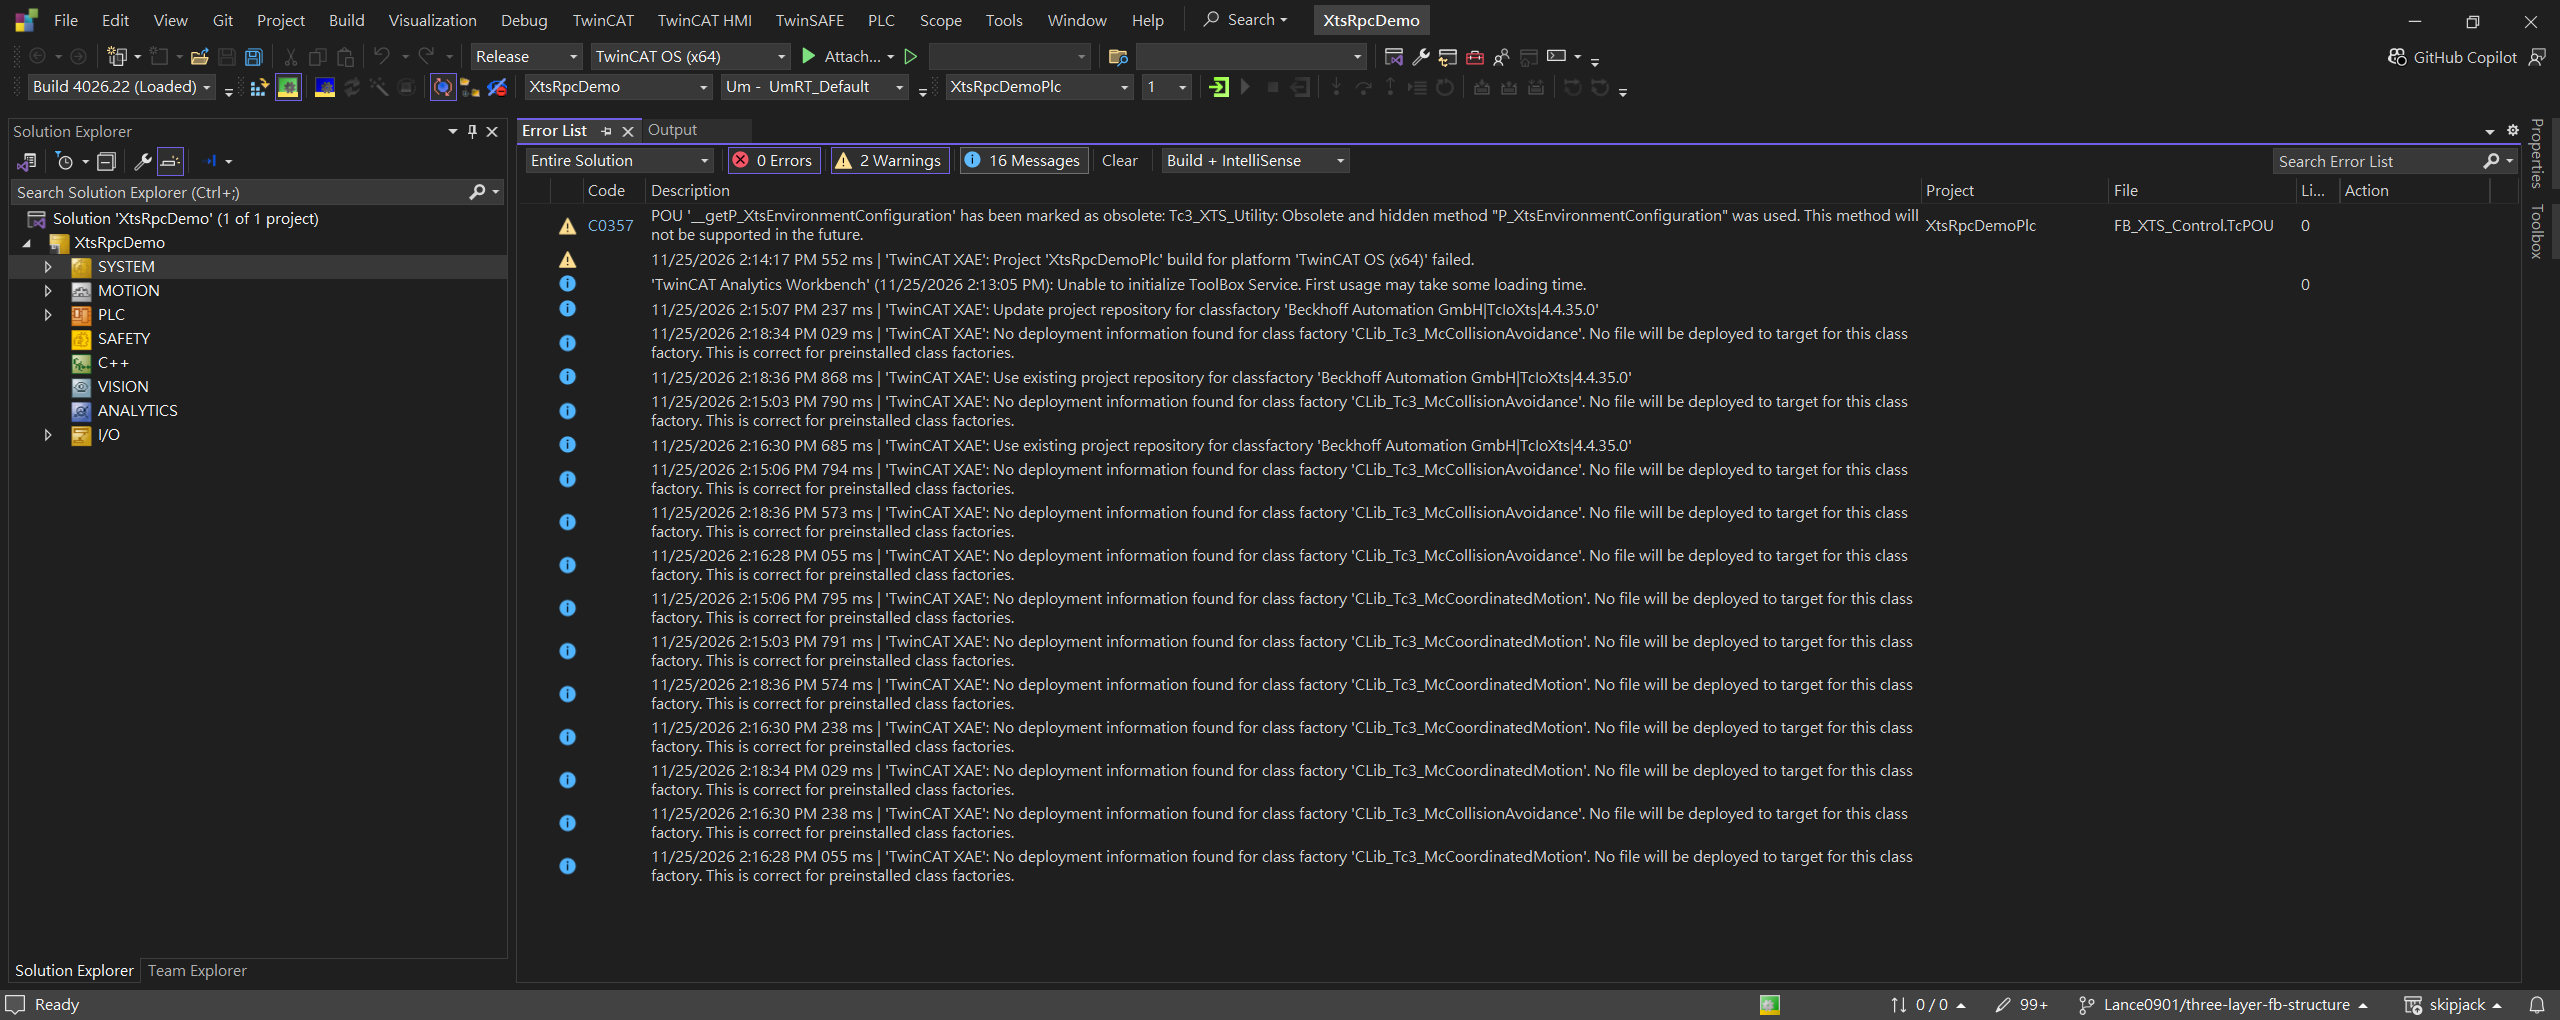 File Edit View Git Project Build Visualization Debug TwinCAT TwinCAT HMI TwinSAFE PLC Scope Tools Window Help Search XtsRpcDemo
Release TwinCAT OS (x64) Attach... GitHub Copilot
Build 4026.22 (Loaded) XtsRpcDemo Um - UmRT_Default XtsRpcDemoPlc 1
Solution Explorer
Search Solution Explorer (Ctrl+;)
Solution 'XtsRpcDemo' (1 of 1 project)
XtsRpcDemo
SYSTEM
MOTION
PLC
SAFETY
C++
VISION
ANALYTICS
I/O
Solution Explorer Team Explorer
Error List Output
Entire Solution 0 Errors 2 Warnings 16 Messages Clear Build + IntelliSense Search Error List
Code Description Project File Li... Action
C0357 POU '__getP_XtsEnvironmentConfiguration' has been marked as obsolete: Tc3_XTS_Utility: Obsolete and hidden method "P_XtsEnvironmentConfiguration" was used. This method will
not be supported in the future. XtsRpcDemoPlc FB_XTS_Control.TcPOU 0
11/25/2026 2:14:17 PM 552 ms | 'TwinCAT XAE': Project 'XtsRpcDemoPlc' build for platform 'TwinCAT OS (x64)' failed.
'TwinCAT Analytics Workbench' (11/25/2026 2:13:05 PM): Unable to initialize ToolBox Service. First usage may take some loading time. 0
11/25/2026 2:15:07 PM 237 ms | 'TwinCAT XAE': Update project repository for classfactory 'Beckhoff Automation GmbH|TcIoXts|4.4.35.0'
11/25/2026 2:18:34 PM 029 ms | 'TwinCAT XAE': No deployment information found for class factory 'CLib_Tc3_McCollisionAvoidance'. No file will be deployed to target for this class
factory. This is correct for preinstalled class factories.
11/25/2026 2:18:36 PM 868 ms | 'TwinCAT XAE': Use existing project repository for classfactory 'Beckhoff Automation GmbH|TcIoXts|4.4.35.0'
11/25/2026 2:15:03 PM 790 ms | 'TwinCAT XAE': No deployment information found for class factory 'CLib_Tc3_McCollisionAvoidance'. No file will be deployed to target for this class
factory. This is correct for preinstalled class factories.
11/25/2026 2:16:30 PM 685 ms | 'TwinCAT XAE': Use existing project repository for classfactory 'Beckhoff Automation GmbH|TcIoXts|4.4.35.0'
11/25/2026 2:15:06 PM 794 ms | 'TwinCAT XAE': No deployment information found for class factory 'CLib_Tc3_McCollisionAvoidance'. No file will be deployed to target for this class
factory. This is correct for preinstalled class factories.
11/25/2026 2:18:36 PM 573 ms | 'TwinCAT XAE': No deployment information found for class factory 'CLib_Tc3_McCollisionAvoidance'. No file will be deployed to target for this class
factory. This is correct for preinstalled class factories.
11/25/2026 2:16:28 PM 055 ms | 'TwinCAT XAE': No deployment information found for class factory 'CLib_Tc3_McCollisionAvoidance'. No file will be deployed to target for this class
factory. This is correct for preinstalled class factories.
11/25/2026 2:15:06 PM 795 ms | 'TwinCAT XAE': No deployment information found for class factory 'CLib_Tc3_McCoordinatedMotion'. No file will be deployed to target for this class
factory. This is correct for preinstalled class factories.
11/25/2026 2:15:03 PM 791 ms | 'TwinCAT XAE': No deployment information found for class factory 'CLib_Tc3_McCoordinatedMotion'. No file will be deployed to target for this class
factory. This is correct for preinstalled class factories.
11/25/2026 2:18:36 PM 574 ms | 'TwinCAT XAE': No deployment information found for class factory 'CLib_Tc3_McCoordinatedMotion'. No file will be deployed to target for this class
factory. This is correct for preinstalled class factories.
11/25/2026 2:16:30 PM 238 ms | 'TwinCAT XAE': No deployment information found for class factory 'CLib_Tc3_McCoordinatedMotion'. No file will be deployed to target for this class
factory. This is correct for preinstalled class factories.
11/25/2026 2:18:34 PM 029 ms | 'TwinCAT XAE': No deployment information found for class factory 'CLib_Tc3_McCoordinatedMotion'. No file will be deployed to target for this class
factory. This is correct for preinstalled class factories.
11/25/2026 2:16:30 PM 238 ms | 'TwinCAT XAE': No deployment information found for class factory 'CLib_Tc3_McCollisionAvoidance'. No file will be deployed to target for this class
factory. This is correct for preinstalled class factories.
11/25/2026 2:16:28 PM 055 ms | 'TwinCAT XAE': No deployment information found for class factory 'CLib_Tc3_McCoordinatedMotion'. No file will be deployed to target for this class
factory. This is correct for preinstalled class factories.
Properties
Toolbox
Ready 0 / 0 99+ Lance0901/three-layer-fb-structure skipjack